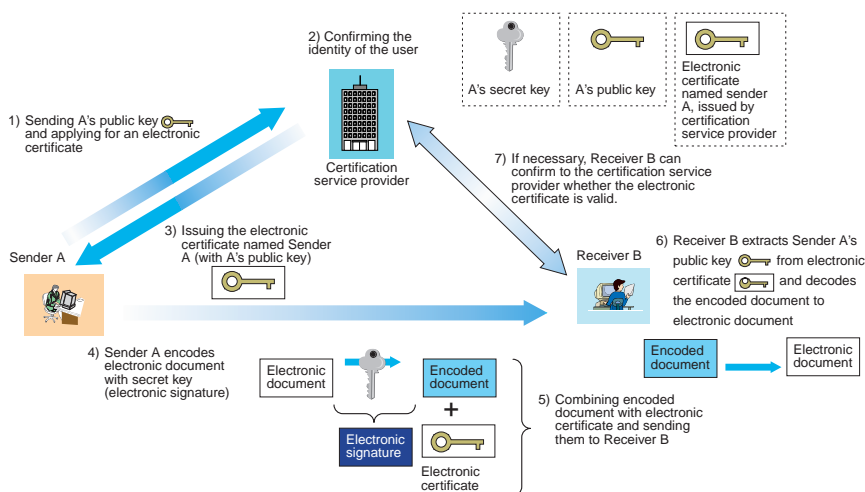 2) Confirming the
identity of the user
A's secret key
A's public key
Electronic
certificate
named sender
A, issued by
certification
service provider
1) Sending A's public key
and applying for an electronic
certificate
Certification
service provider
7) If necessary, Receiver B can
confirm to the certification service
provider whether the electronic
certificate is valid.
3) Issuing the electronic
certificate named Sender
A (with A's public key)
Sender A
Receiver B
6) Receiver B extracts Sender A's
public key from electronic
certificate and decodes
the encoded document to
electronic document
4) Sender A encodes
electronic document
with secret key
(electronic signature)
Electronic
document
Encoded
document
+
Electronic
signature
Electronic
certificate
5) Combining encoded
document with electronic
certificate and sending
them to Receiver B
Encoded
document
Electronic
document